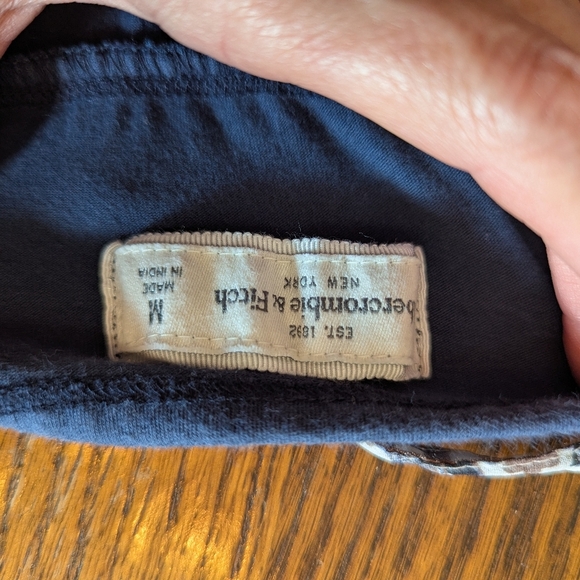 EST. 1892
Abercrombie & Fitch
NEW YORK
M
MADE
IN INDIA